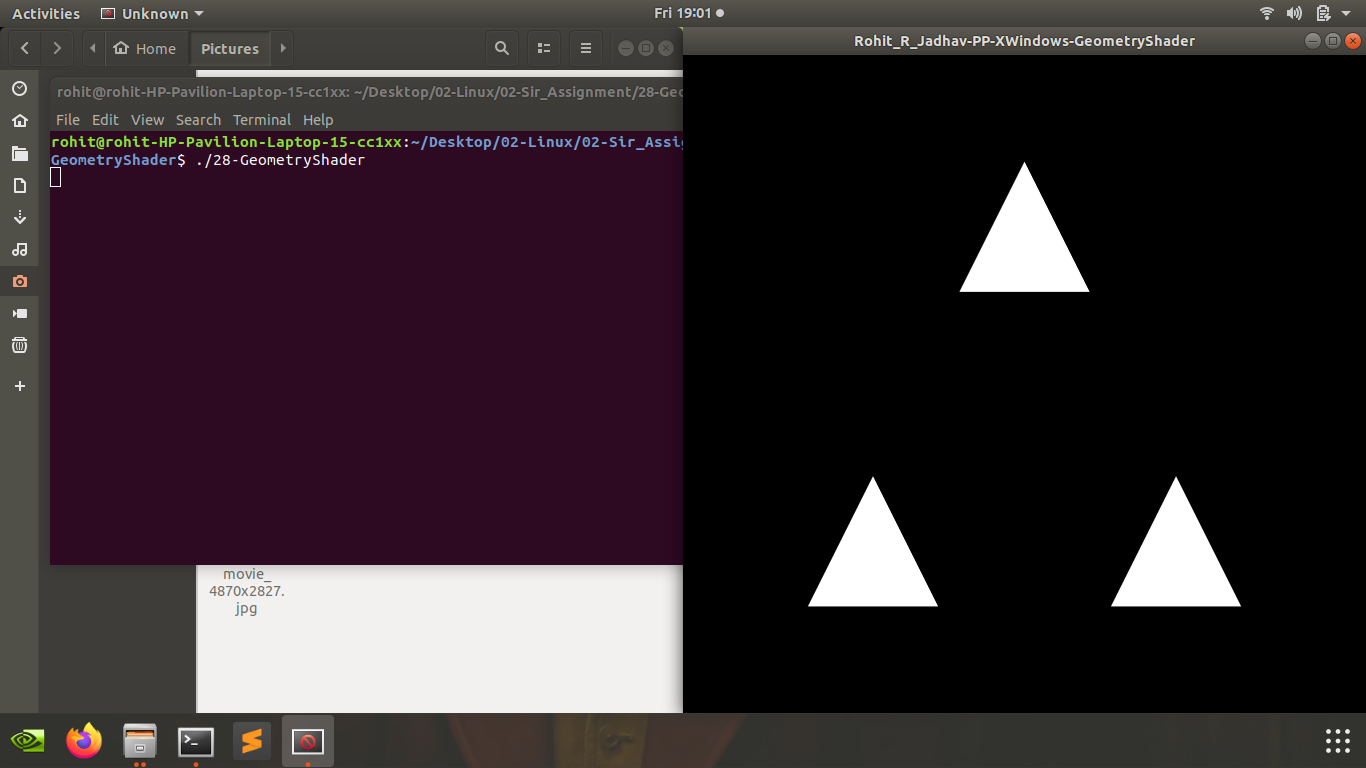 Activities Unknown Fri 19:01
Home Pictures
Rohit_R_Jadhav-PP-XWindows-GeometryShader
rohit@rohit-HP-Pavilion-Laptop-15-cc1xx: ~/Desktop/02-Linux/02-Sir_Assignment/28-Geo
File Edit View Search Terminal Help
rohit@rohit-HP-Pavilion-Laptop-15-cc1xx:~/Desktop/02-Linux/02-Sir_Assig
GeometryShader$ ./28-GeometryShader
movie_
4870x2827.
jpg